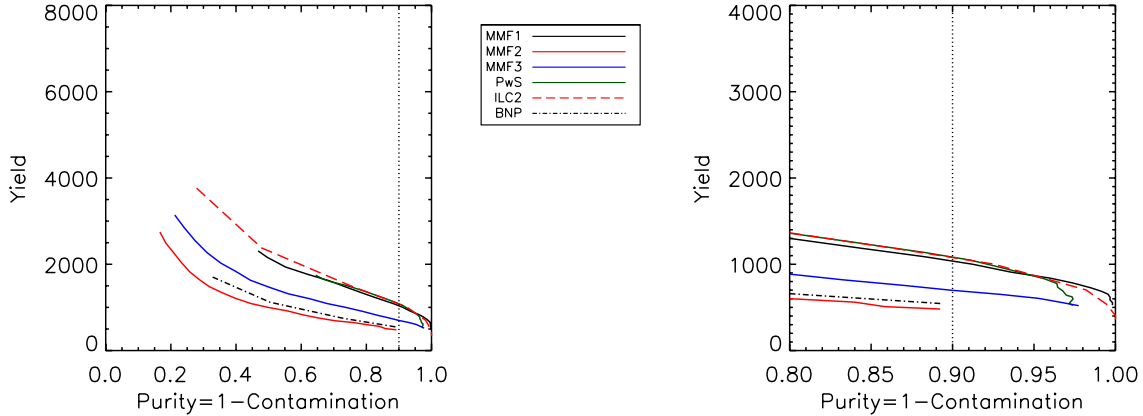 8000
6000
4000
2000
0
Yield
0.0 0.2 0.4 0.6 0.8 1.0
Purity=1-Contamination
MMF1
MMF2
MMF3
PwS
ILC2
BNP
4000
3000
2000
1000
0
Yield
0.80 0.85 0.90 0.95 1.00
Purity=1-Contamination